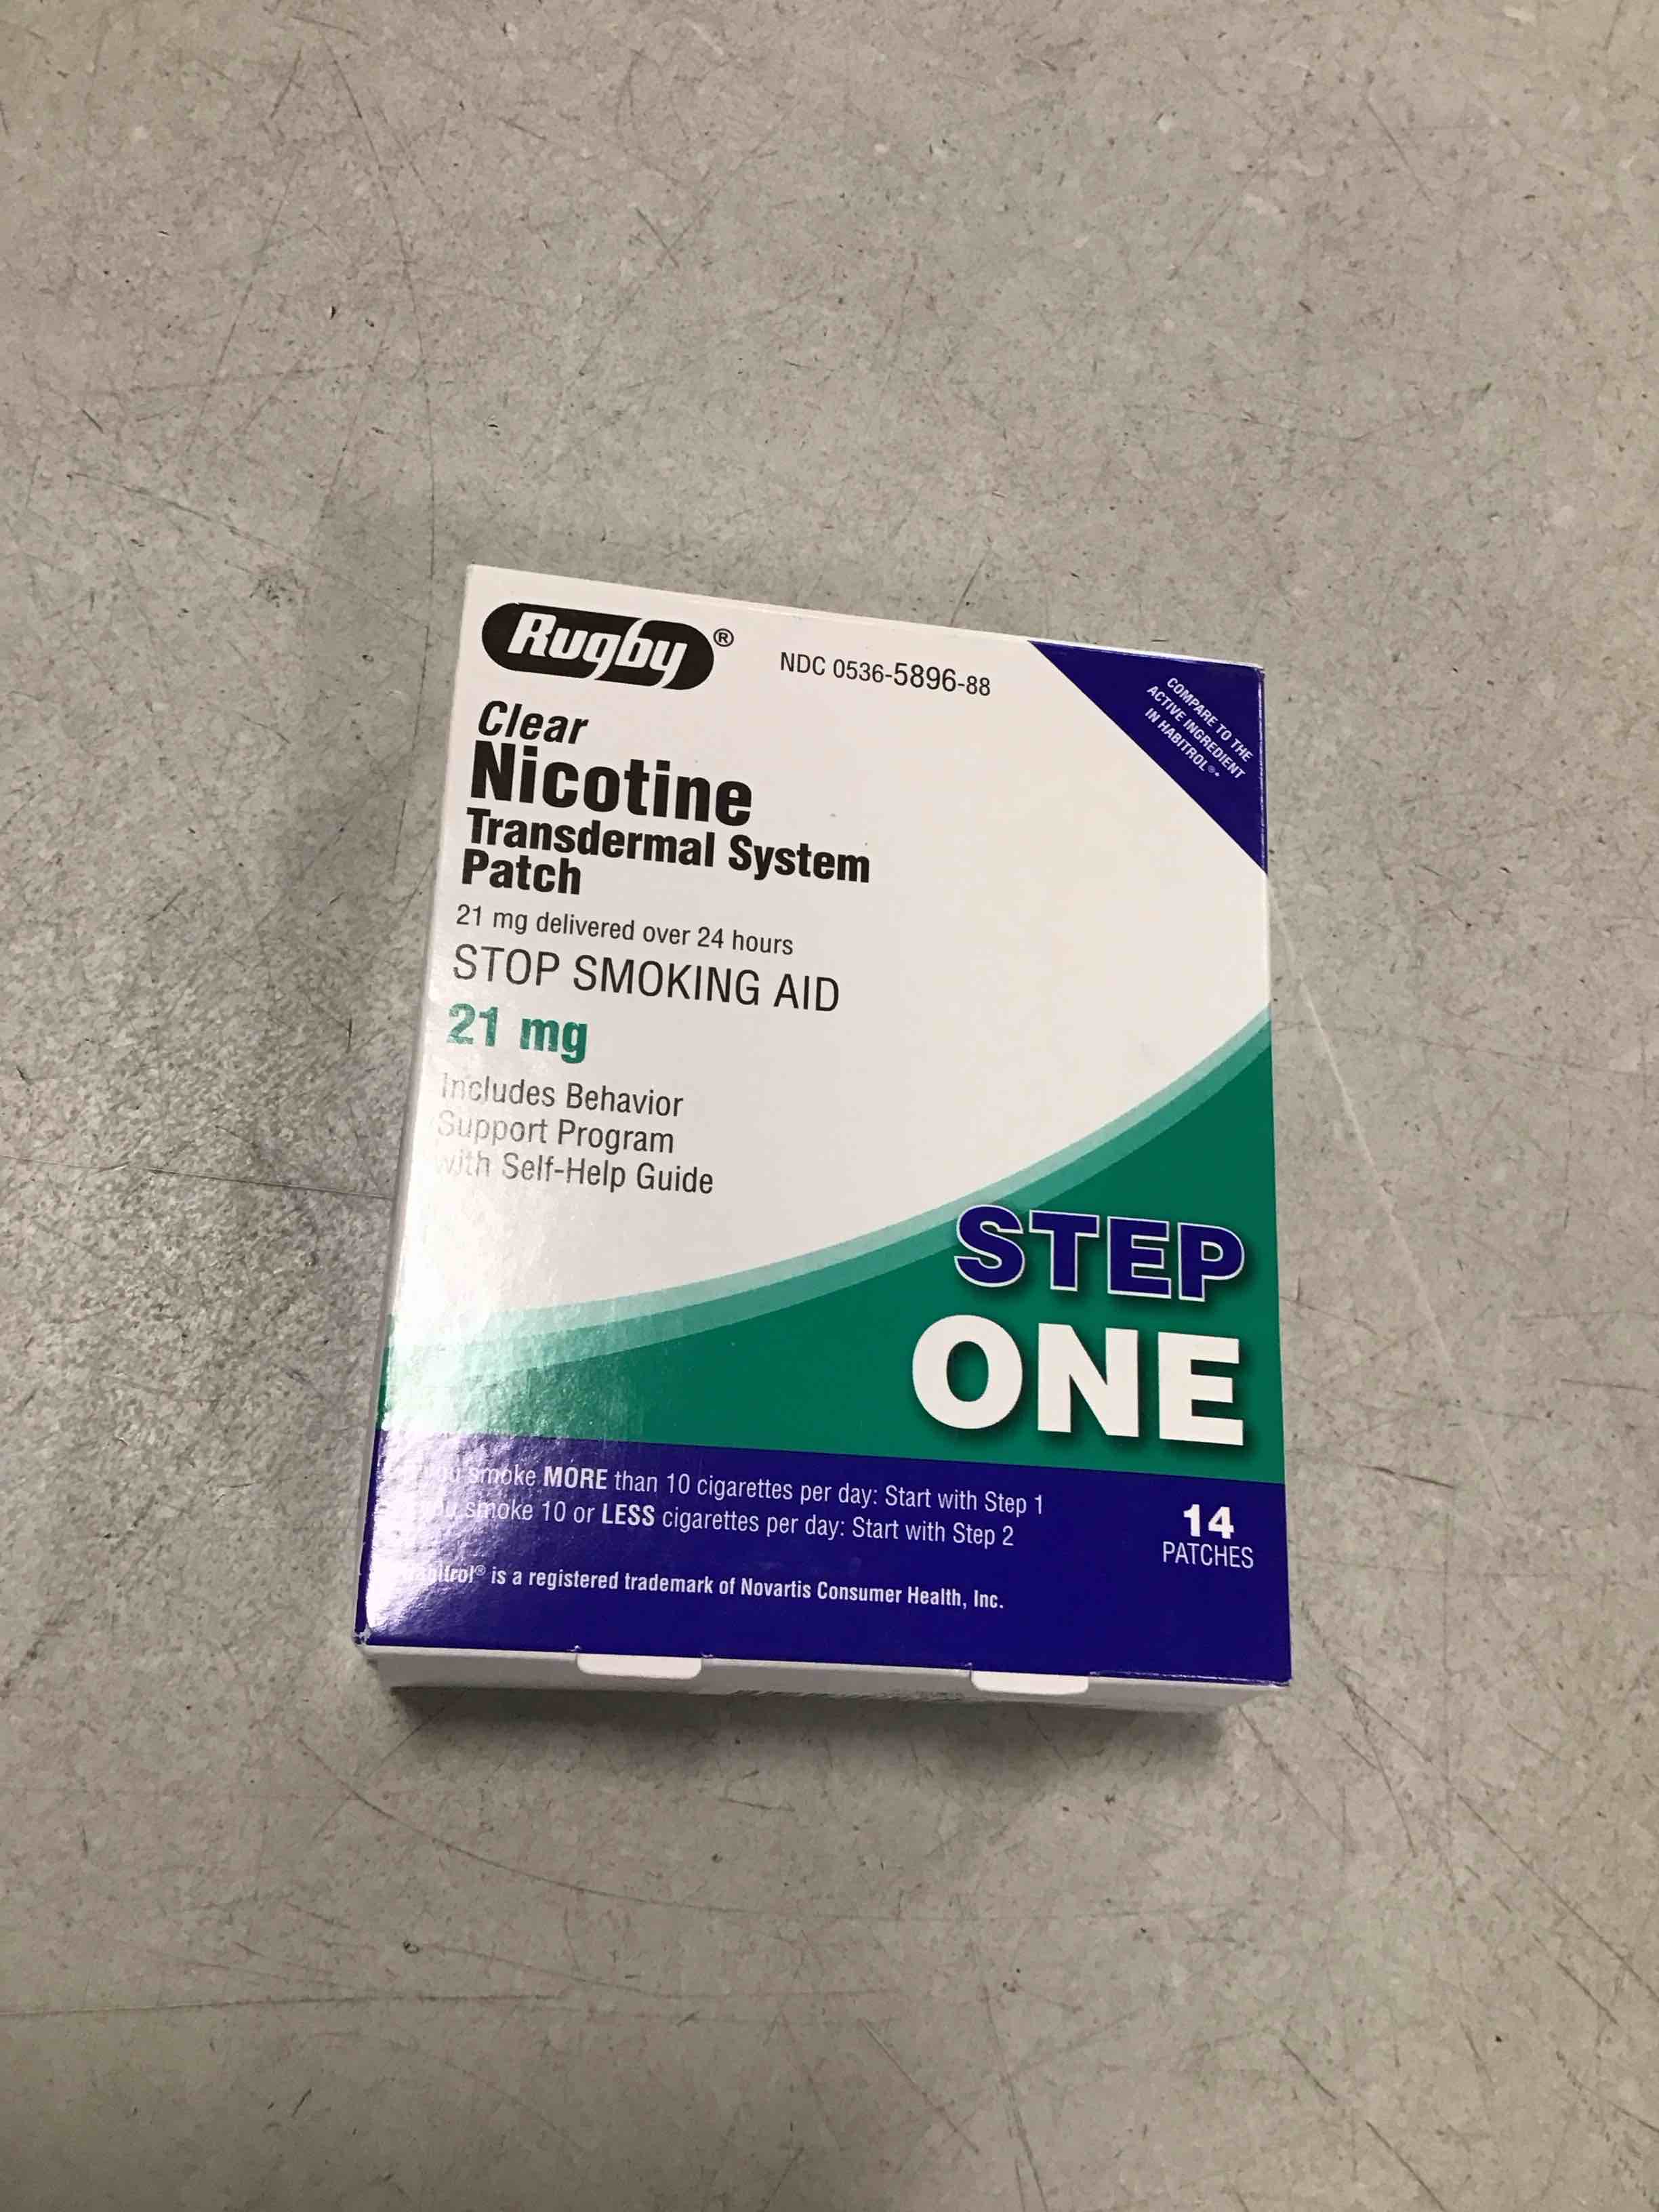 Rugby®
NDC 0536-5896-88
COMPARE TO THE
ACTIVE INGREDIENT
IN HABITROL®*
Clear
Nicotine
Transdermal System
Patch
21 mg delivered over 24 hours
STOP SMOKING AID
21 mg
Includes Behavior
Support Program
with Self-Help Guide
STEP
ONE
you smoke MORE than 10 cigarettes per day: Start with Step 1
you smoke 10 or LESS cigarettes per day: Start with Step 2
14
PATCHES
Habitrol® is a registered trademark of Novartis Consumer Health, Inc.